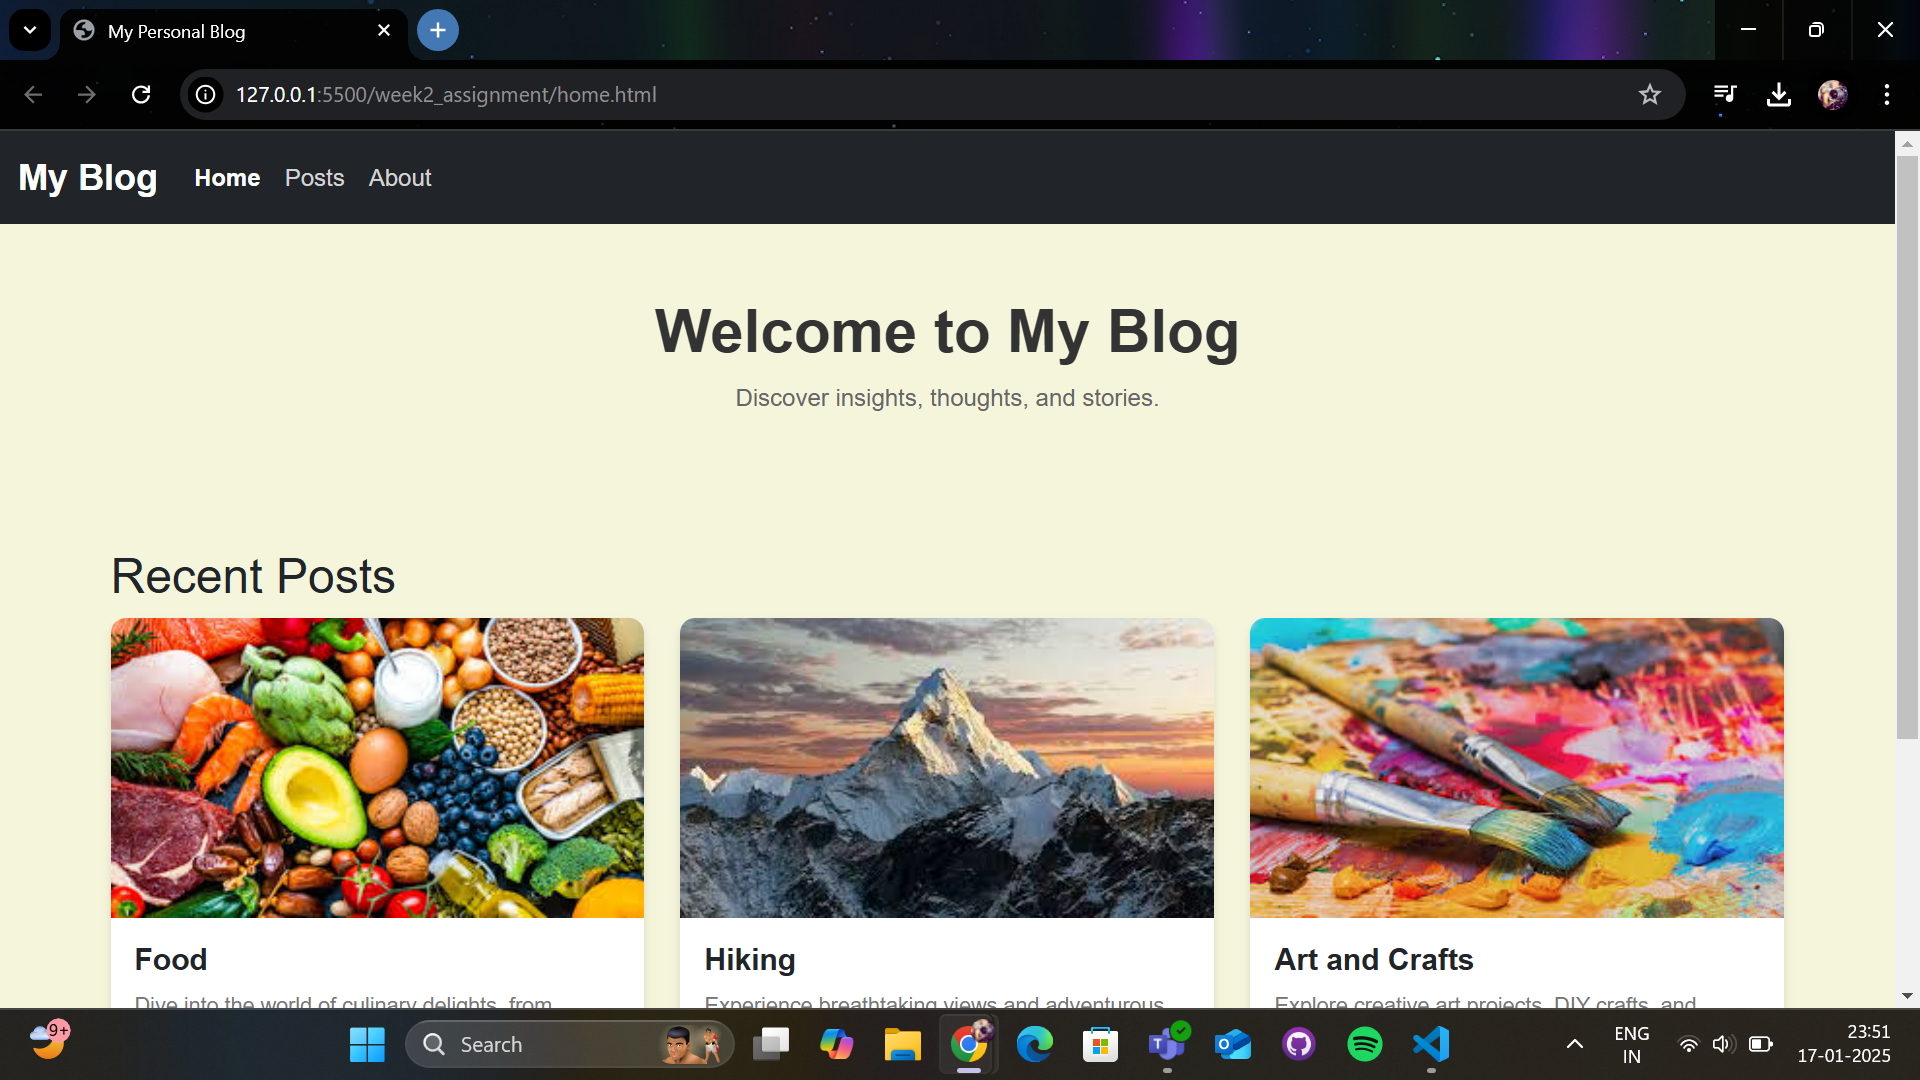 My Personal Blog
127.0.0.1:5500/week2_assignment/home.html
My Blog Home Posts About
Welcome to My Blog
Discover insights, thoughts, and stories.
Recent Posts
Food
Dive into the world of culinary delights, from
Hiking
Experience breathtaking views and adventurous
Art and Crafts
Explore creative art projects, DIY crafts, and
9+
Search
ENG
IN
23:51
17-01-2025